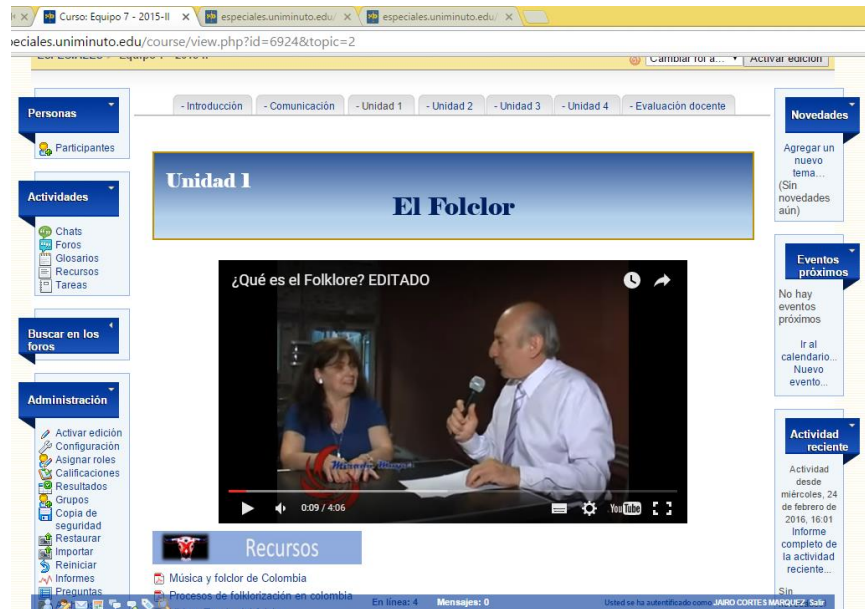 Curso: Equipo 7 - 2015-II
especiales.uniminuto.edu/
especiales.uniminuto.edu/
peciales.uniminuto.edu/course/view.php?id=6924&topic=2
Cambiar rol a...
Activar edición
- Introducción
- Comunicación
- Unidad 1
- Unidad 2
- Unidad 3
- Unidad 4
- Evaluación docente
Personas
Participantes
Actividades
Chats
Foros
Glosarios
Recursos
Tareas
Buscar en los
foros
Administración
Activar edición
Configuración
Asignar roles
Calificaciones
Resultados
Grupos
Copia de
seguridad
Restaurar
Importar
Reiniciar
Informes
Preguntas
Unidad 1
El Folclor
¿Qué es el Folklore? EDITADO
0:09 / 4:06
YouTube
Recursos
Música y folclor de Colombia
Procesos de folklorización en colombia
Novedades
Agregar un
nuevo
tema...
(Sin
novedades
aún)
Eventos
próximos
No hay
eventos
próximos
Ir al
calendario...
Nuevo
evento...
Actividad
reciente
Actividad
desde
miércoles, 24
de febrero de
2016, 16:01
Informe
completo de
la actividad
reciente...
Sin
En línea: 4
Mensajes: 0
Usted se ha autentificado como JAIRO CORTES MARQUEZ Salir